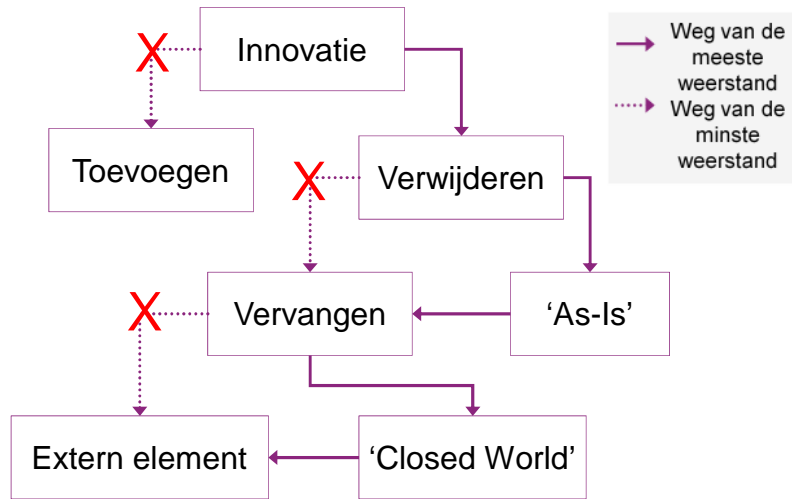 Innovatie
Weg van de
meeste
weerstand
Weg van de
minste
weerstand
X
Toevoegen
Verwijderen
X
Vervangen
‘As-Is’
X
Extern element
‘Closed World’